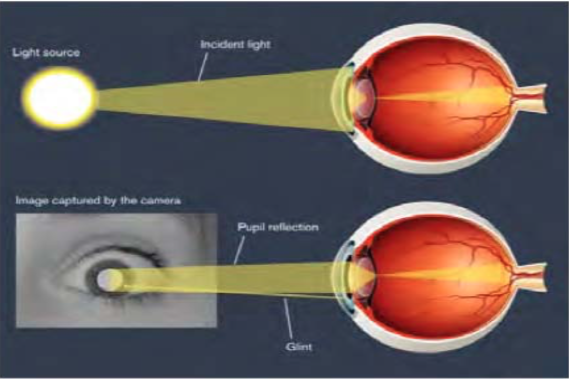 Light source
Incident light
Image captured by the camera
Pupil reflection
Glint